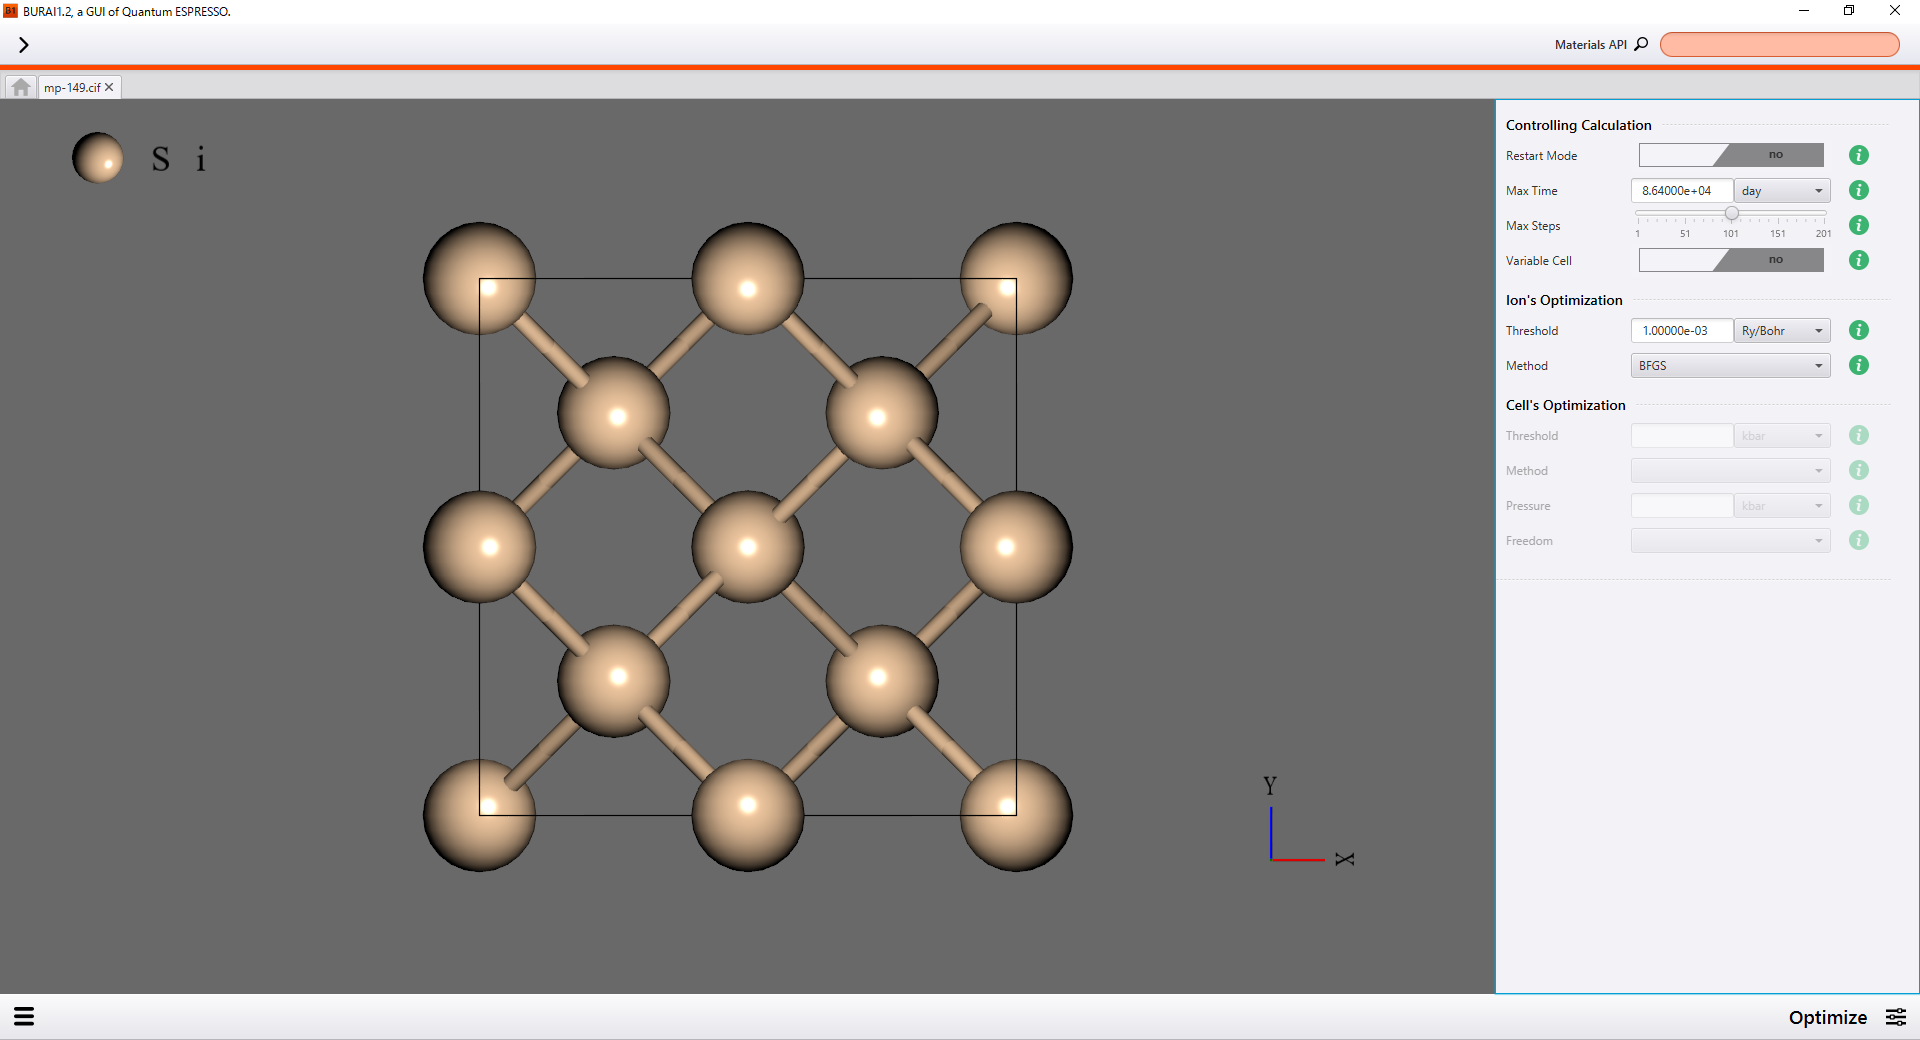 B1 BURAI1.2, a GUI of Quantum ESPRESSO.
Materials API
mp-149.cif
Si
Y
X
Controlling Calculation
Restart Mode no
Max Time 8.64000e+04 day
Max Steps
1 51 101 151 201
Variable Cell no
Ion's Optimization
Threshold 1.00000e-03 Ry/Bohr
Method BFGS
Cell's Optimization
Threshold kbar
Method
Pressure kbar
Freedom
Optimize